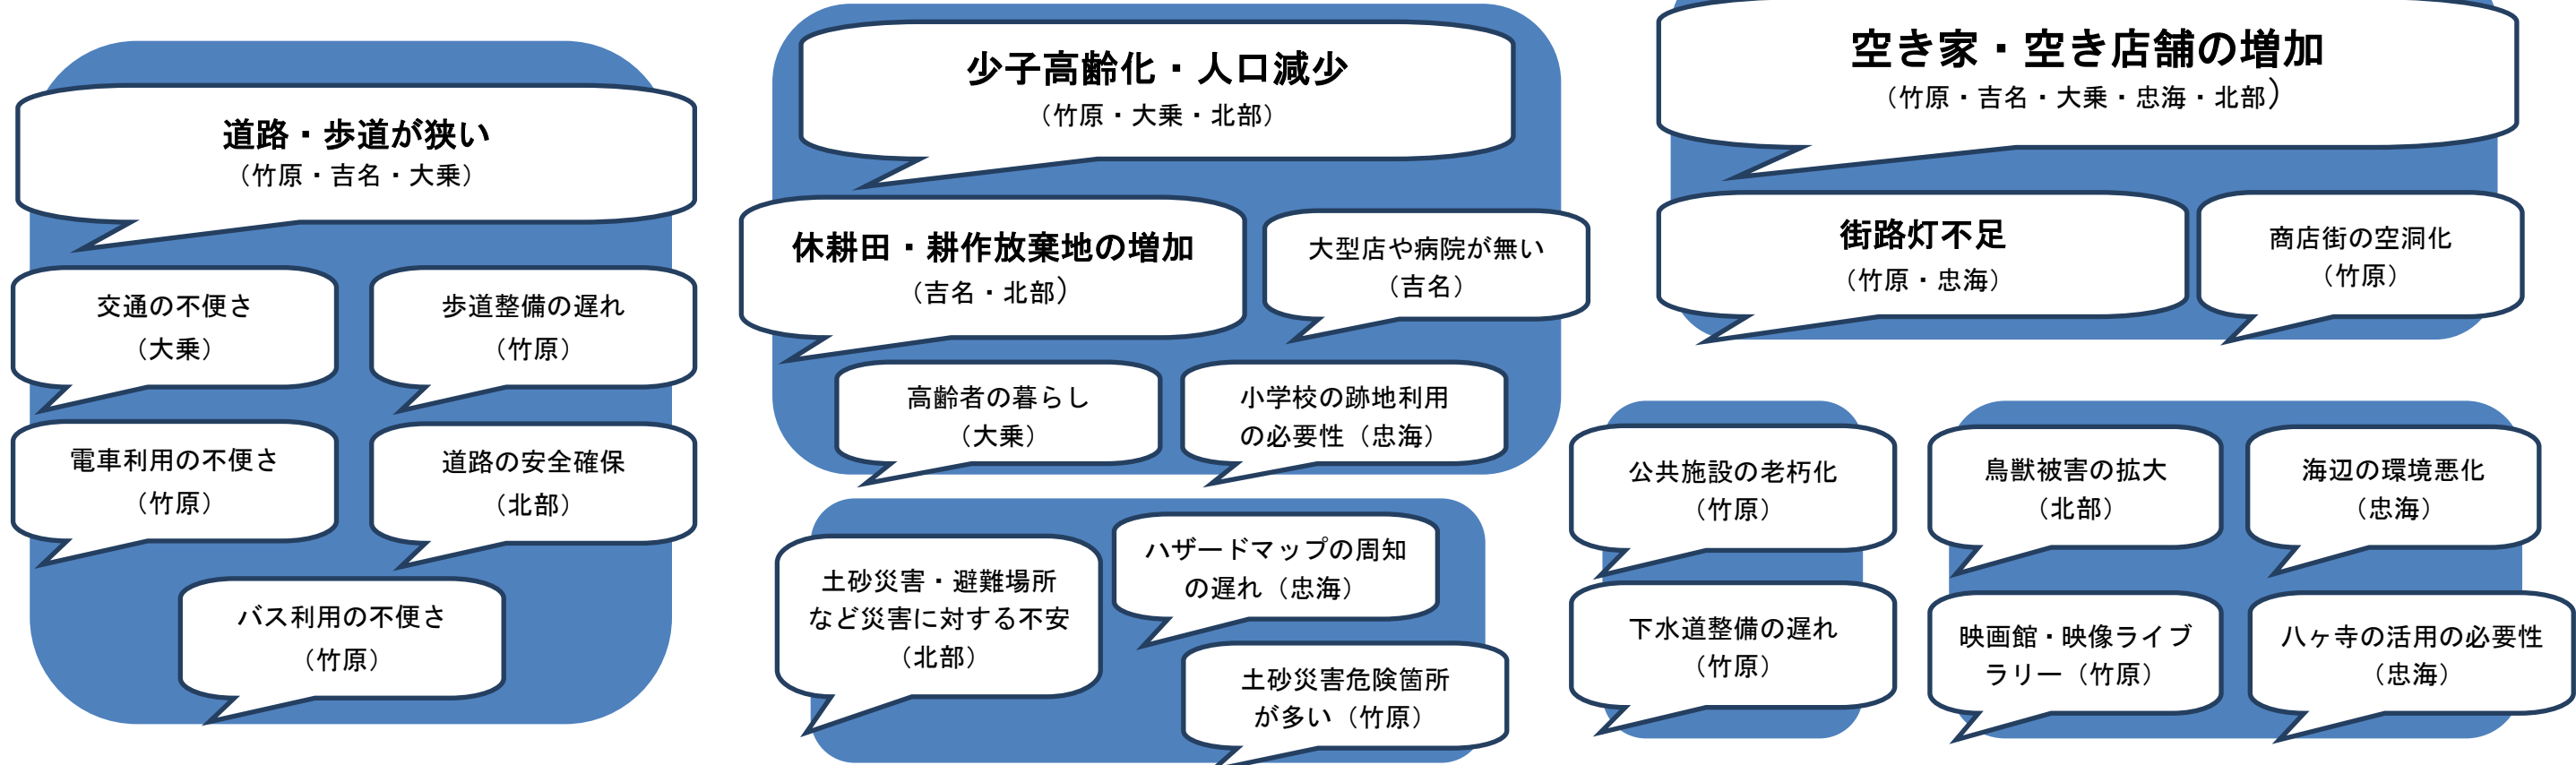 道路・歩道が狭い
（竹原・吉名・大乗）
交通の不便さ
（大乗）
歩道整備の遅れ
（竹原）
電車利用の不便さ
（竹原）
道路の安全確保
（北部）
バス利用の不便さ
（竹原）
少子高齢化・人口減少
（竹原・大乗・北部）
休耕田・耕作放棄地の増加
（吉名・北部）
大型店や病院が無い
（吉名）
高齢者の暮らし
（大乗）
小学校の跡地利用
の必要性（忠海）
土砂災害・避難場所
など災害に対する不安
（北部）
ハザードマップの周知
の遅れ（忠海）
土砂災害危険箇所
が多い（竹原）
空き家・空き店舗の増加
（竹原・吉名・大乗・忠海・北部）
街路灯不足
（竹原・忠海）
商店街の空洞化
（竹原）
公共施設の老朽化
（竹原）
下水道整備の遅れ
（竹原）
鳥獣被害の拡大
（北部）
海辺の環境悪化
（忠海）
映画館・映像ライブ
ラリー（竹原）
八ヶ寺の活用の必要性
（忠海）